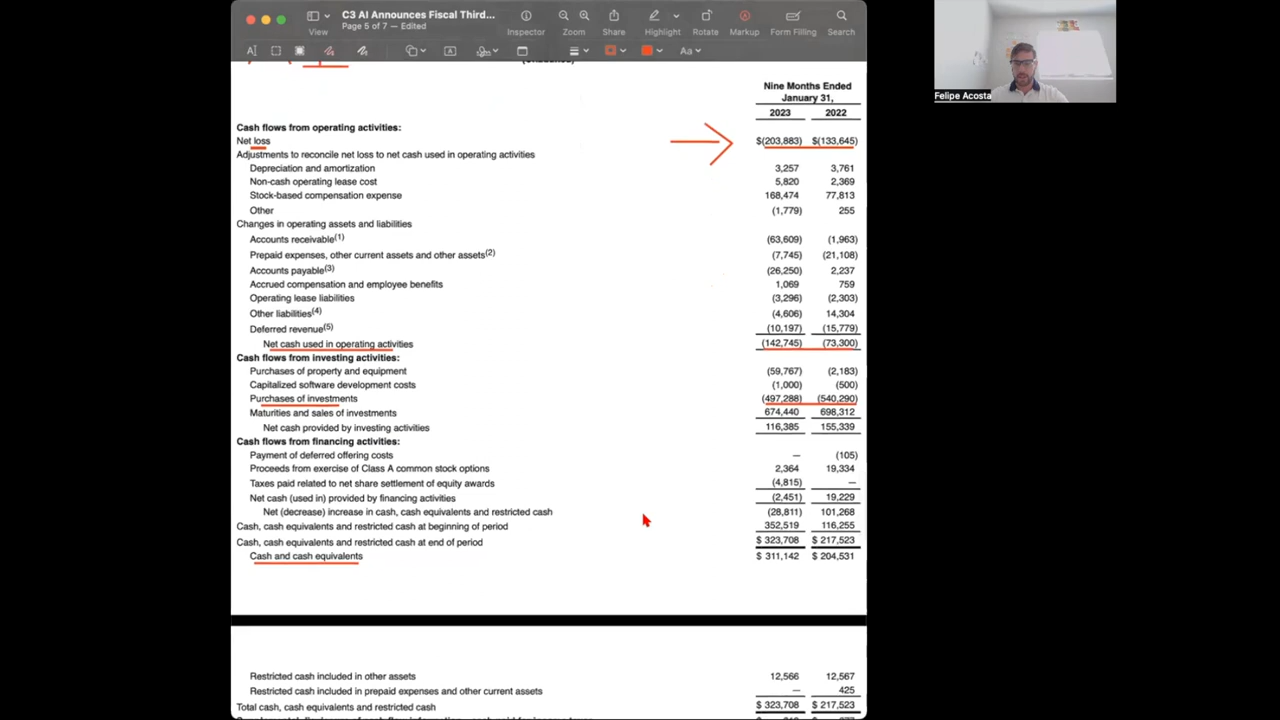 C3 AI Announces Fiscal Third...
Page 5 of 7 — Edited
View
Inspector
Zoom
Share
Highlight
Rotate
Markup
Form Filling
Search
Aa
Felipe Acosta
Nine Months Ended
January 31,
2023 2022
Cash flows from operating activities:
Net loss $(203,883) $(133,645)
Adjustments to reconcile net loss to net cash used in operating activities
Depreciation and amortization 3,257 3,761
Non-cash operating lease cost 5,820 2,369
Stock-based compensation expense 168,474 77,813
Other (1,779) 255
Changes in operating assets and liabilities
Accounts receivable(1) (63,609) (1,963)
Prepaid expenses, other current assets and other assets(2) (7,745) (21,108)
Accounts payable(3) (26,250) 2,237
Accrued compensation and employee benefits 1,069 759
Operating lease liabilities (3,296) (2,303)
Other liabilities(4) (4,606) 14,304
Deferred revenue(5) (10,197) (15,779)
Net cash used in operating activities (142,745) (73,300)
Cash flows from investing activities:
Purchases of property and equipment (59,767) (2,183)
Capitalized software development costs (1,000) (500)
Purchases of investments (497,288) (540,290)
Maturities and sales of investments 674,440 698,312
Net cash provided by investing activities 116,385 155,339
Cash flows from financing activities:
Payment of deferred offering costs — (105)
Proceeds from exercise of Class A common stock options 2,364 19,334
Taxes paid related to net share settlement of equity awards (4,815) —
Net cash (used in) provided by financing activities (2,451) 19,229
Net (decrease) increase in cash, cash equivalents and restricted cash (28,811) 101,268
Cash, cash equivalents and restricted cash at beginning of period 352,519 116,255
Cash, cash equivalents and restricted cash at end of period $ 323,708 $ 217,523
Cash and cash equivalents $ 311,142 $ 204,531
Restricted cash included in other assets 12,566 12,567
Restricted cash included in prepaid expenses and other current assets — 425
Total cash, cash equivalents and restricted cash $ 323,708 $ 217,523